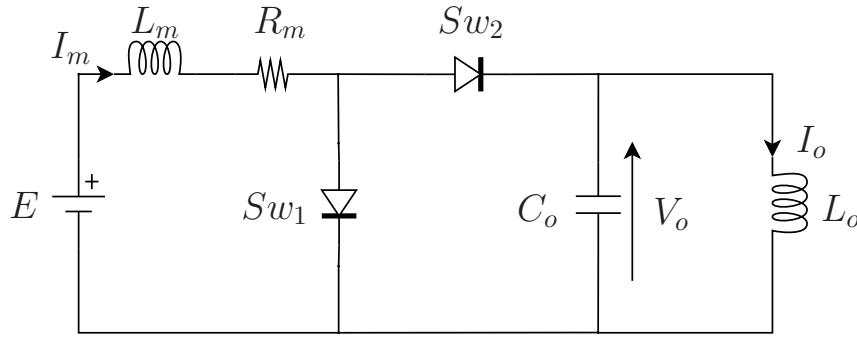 I_m
L_m
R_m
Sw_2
E
+
Sw_1
C_o
V_o
I_o
L_o